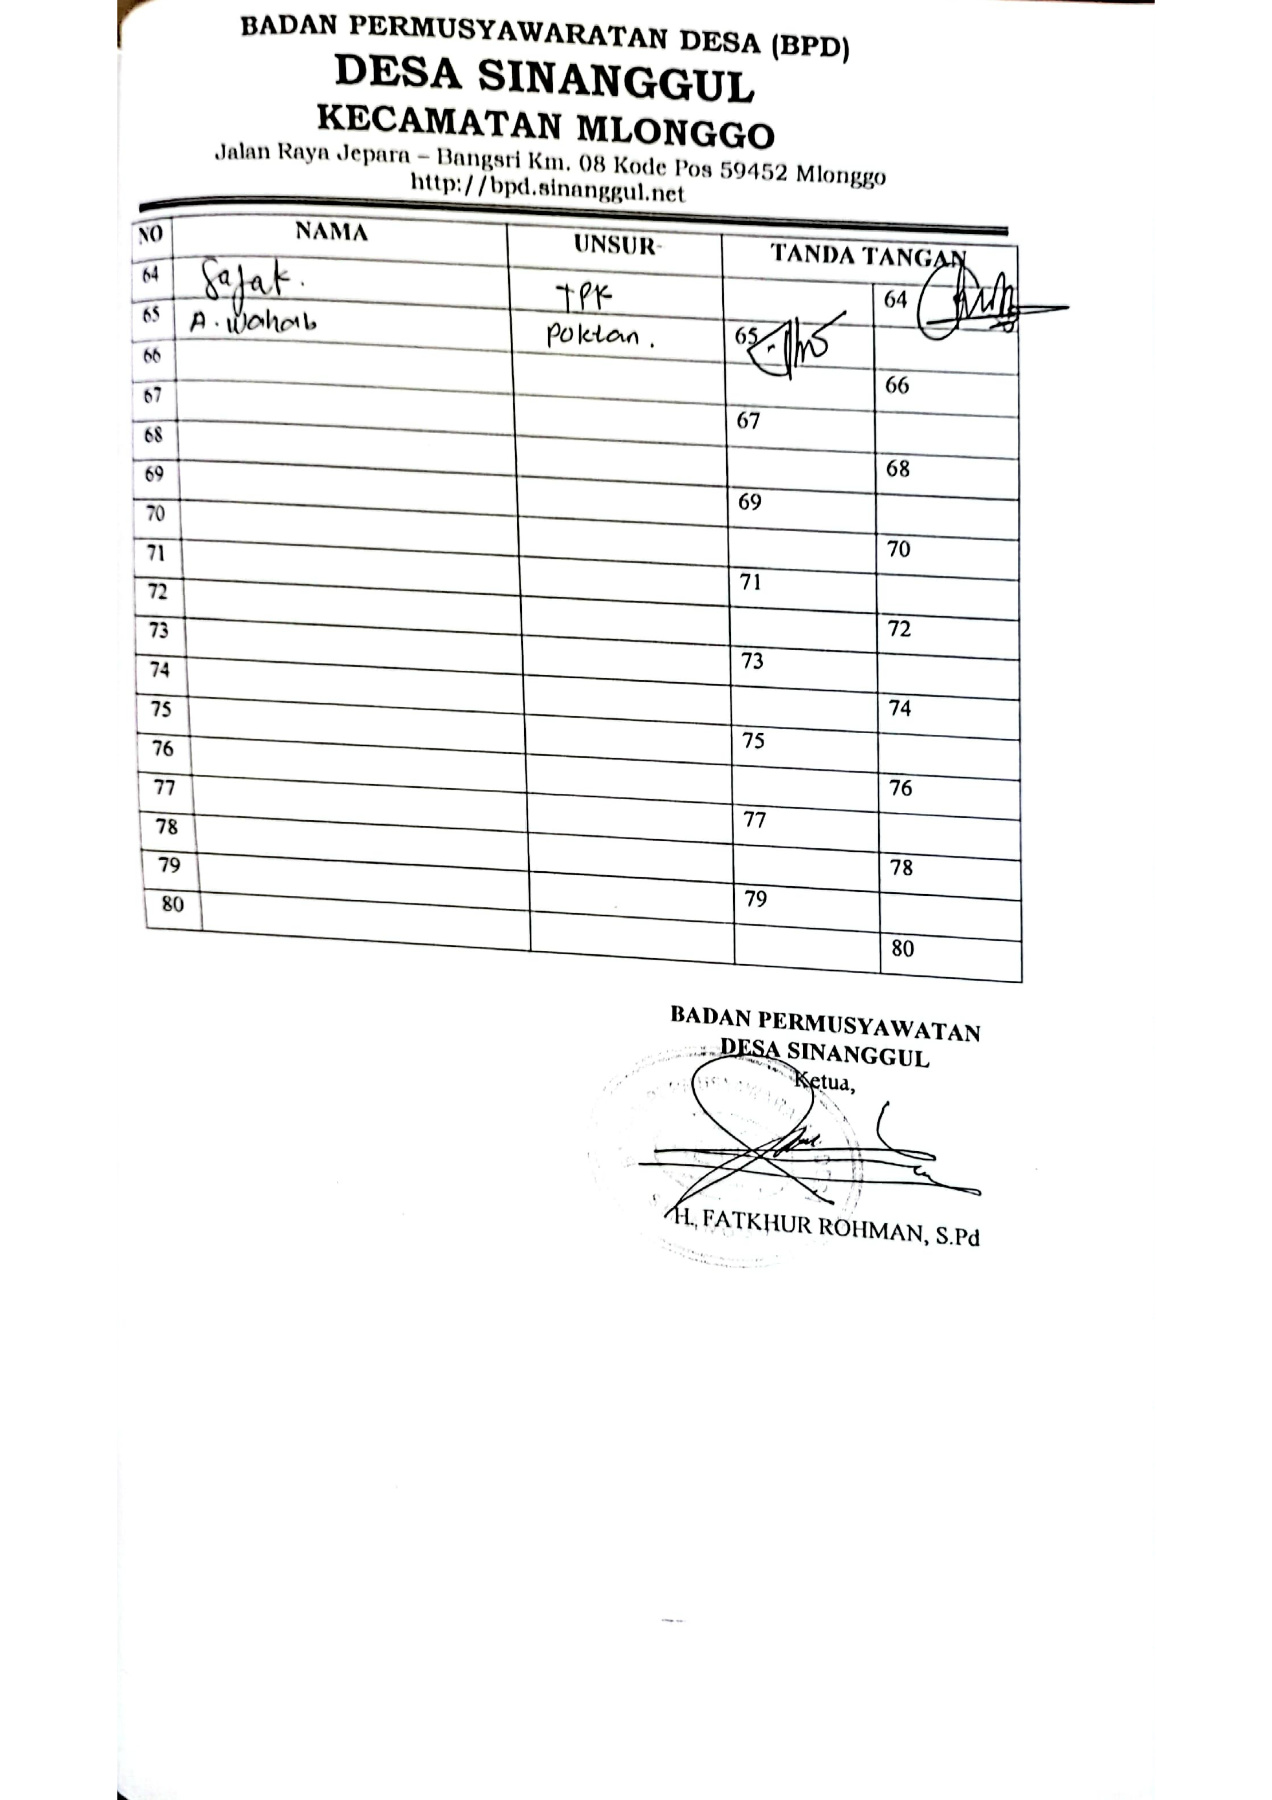 BADAN PERMUSYAWARATAN DESA (BPD)
DESA SINANGGUL
KECAMATAN MLONGGO
Jalan Raya Jepara – Bangsri Km. 08 Kode Pos 59452 Mlonggo
http://bpd.sinanggul.net
NO NAMA UNSUR TANDA TANGAN
64 Sajak. TPK 64
65 A. Wahab Poktan. 65
66 66
67 67
68 68
69 69
70 70
71 71
72 72
73 73
74 74
75 75
76 76
77 77
78 78
79 79
80 80
BADAN PERMUSYAWATAN
DESA SINANGGUL
Ketua,
H. FATKHUR ROHMAN, S.Pd